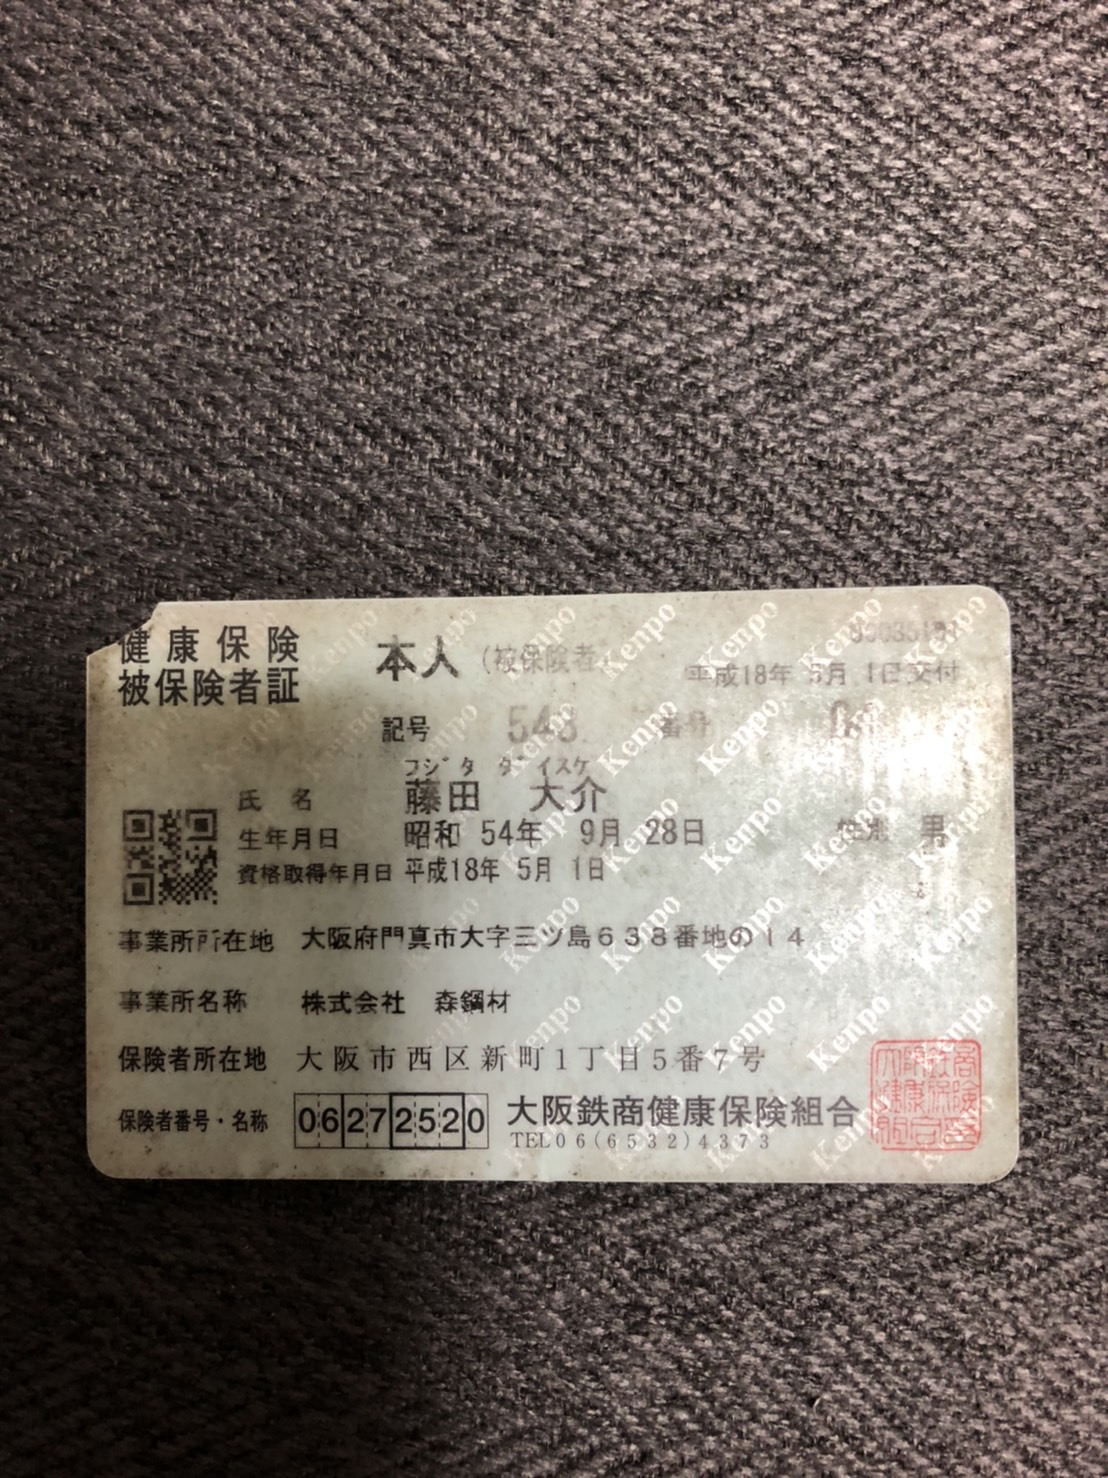 健康保険 本人 (被保険者)
被保険者証 平成18年 5月 1日交付
記号 番号
フジタ ダイスケ
氏名 藤田 大介
生年月日 昭和 54年 9月 28日 性別 男
資格取得年月日 平成18年 5月 1日
事業所所在地 大阪府門真市大字三ツ島638番地の14
事業所名称 株式会社 森鋼材
保険者所在地 大阪市西区新町1丁目5番7号
保険者番号・名称 06272520 大阪鉄商健康保険組合
TEL06(6532)4373
Kenpo